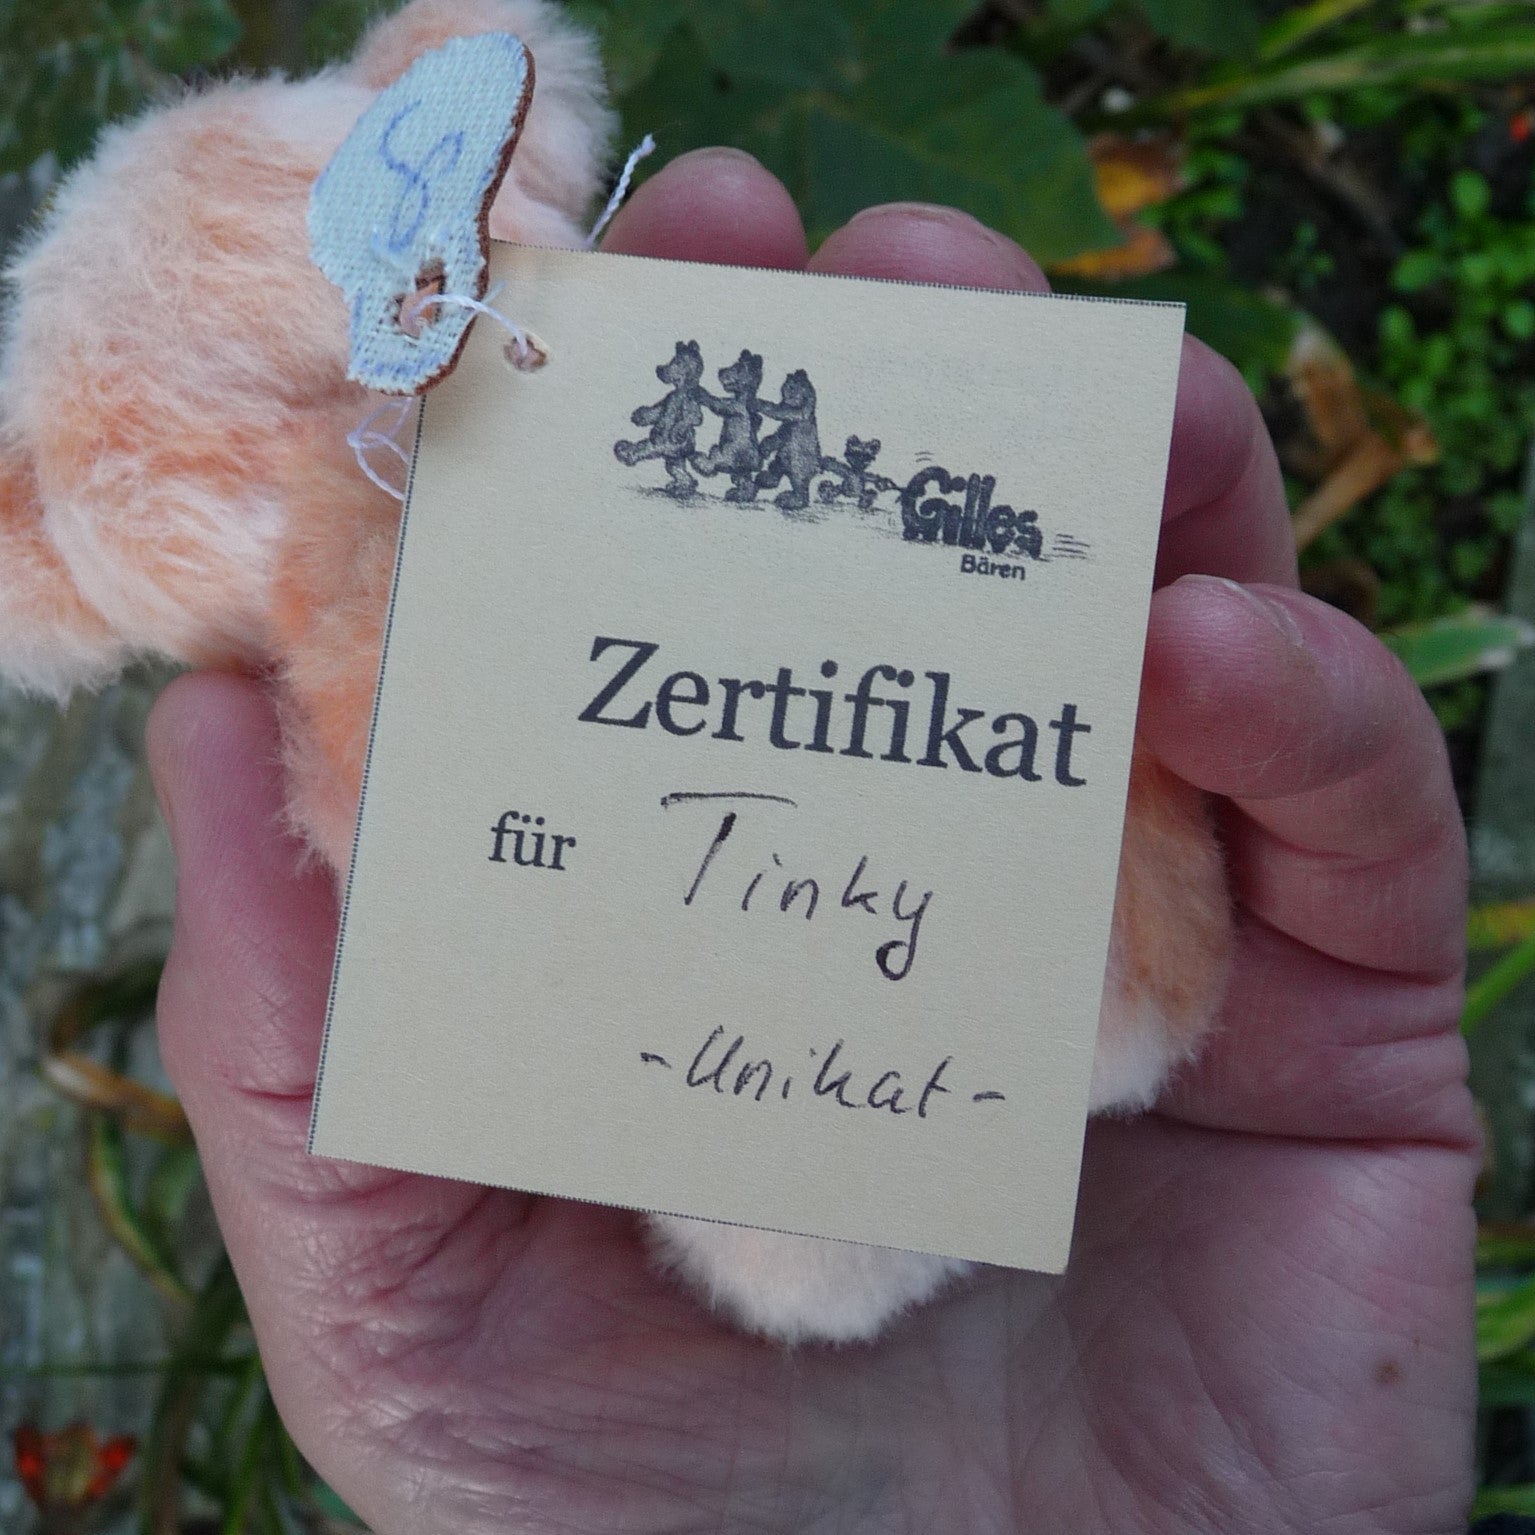 Gilles
Bären
Zertifikat
für Tinky
- Unikat -